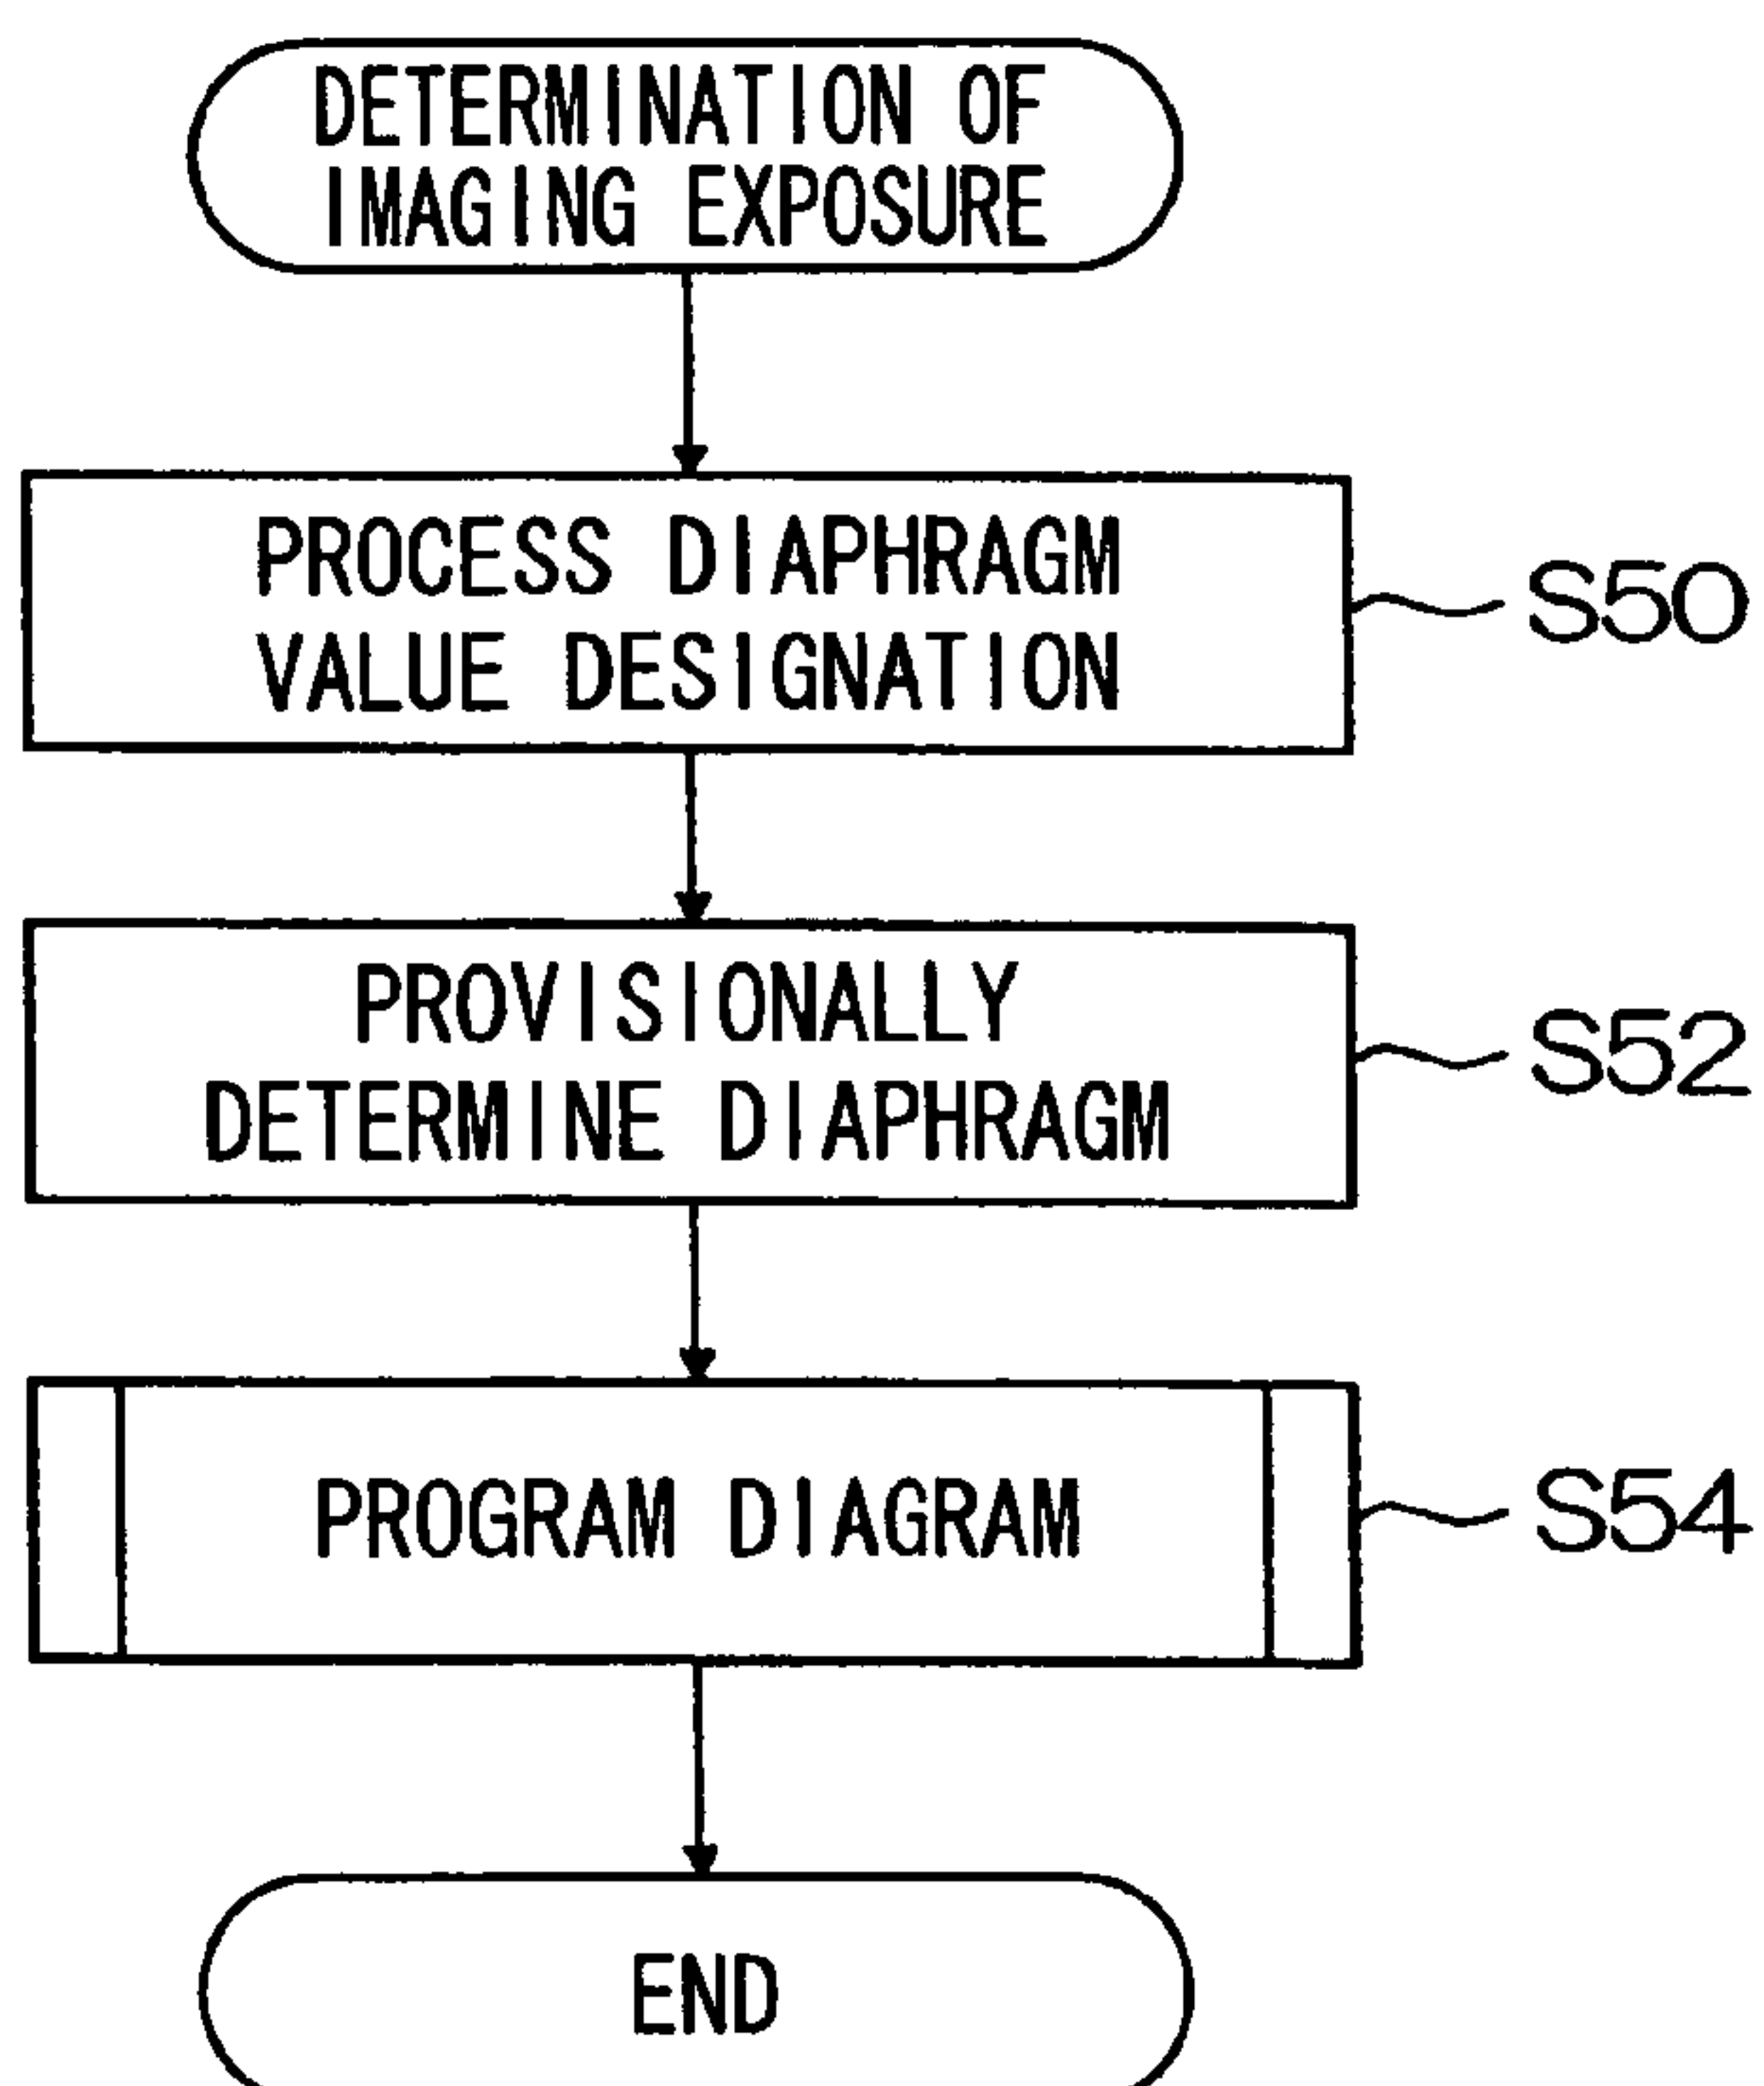 DETERMINATION OF
IMAGING EXPOSURE
PROCESS DIAPHRAGM
VALUE DESIGNATION
S50
PROVISIONALLY
DETERMINE DIAPHRAGM
S52
PROGRAM DIAGRAM
S54
END